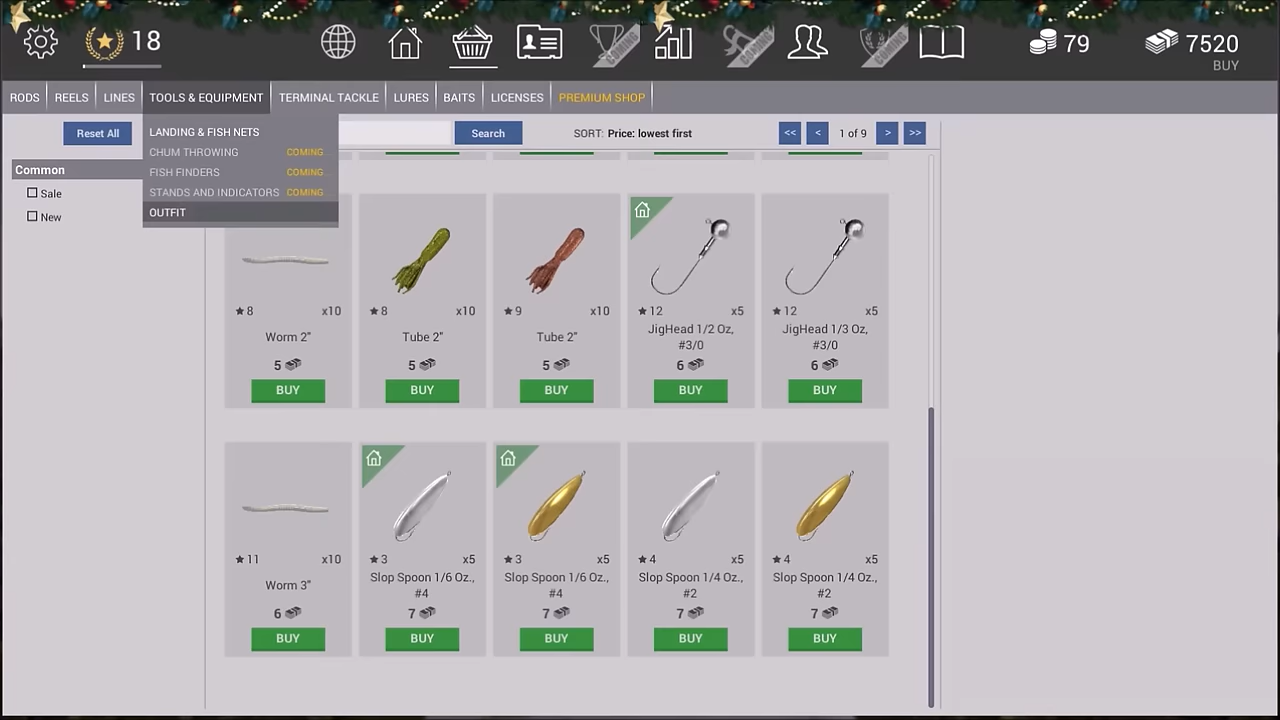 18
COMING
COMING
COMING
79
7520
BUY
RODS
REELS
LINES
TOOLS & EQUIPMENT
TERMINAL TACKLE
LURES
BAITS
LICENSES
PREMIUM SHOP
Reset All
Search
SORT: Price: lowest first
<<
<
1 of 9
>
>>
LANDING & FISH NETS
CHUM THROWING COMING
FISH FINDERS COMING
STANDS AND INDICATORS COMING
OUTFIT
Common
Sale
New
8 x10
8 x10
9 x10
12 x5
12 x5
Worm 2"
Tube 2"
Tube 2"
JigHead 1/2 Oz,
#3/0
JigHead 1/3 Oz,
#3/0
5
5
5
6
6
BUY
BUY
BUY
BUY
BUY
11 x10
3 x5
3 x5
4 x5
4 x5
Worm 3"
Slop Spoon 1/6 Oz.,
#4
Slop Spoon 1/6 Oz.,
#4
Slop Spoon 1/4 Oz.,
#2
Slop Spoon 1/4 Oz.,
#2
6
7
7
7
7
BUY
BUY
BUY
BUY
BUY